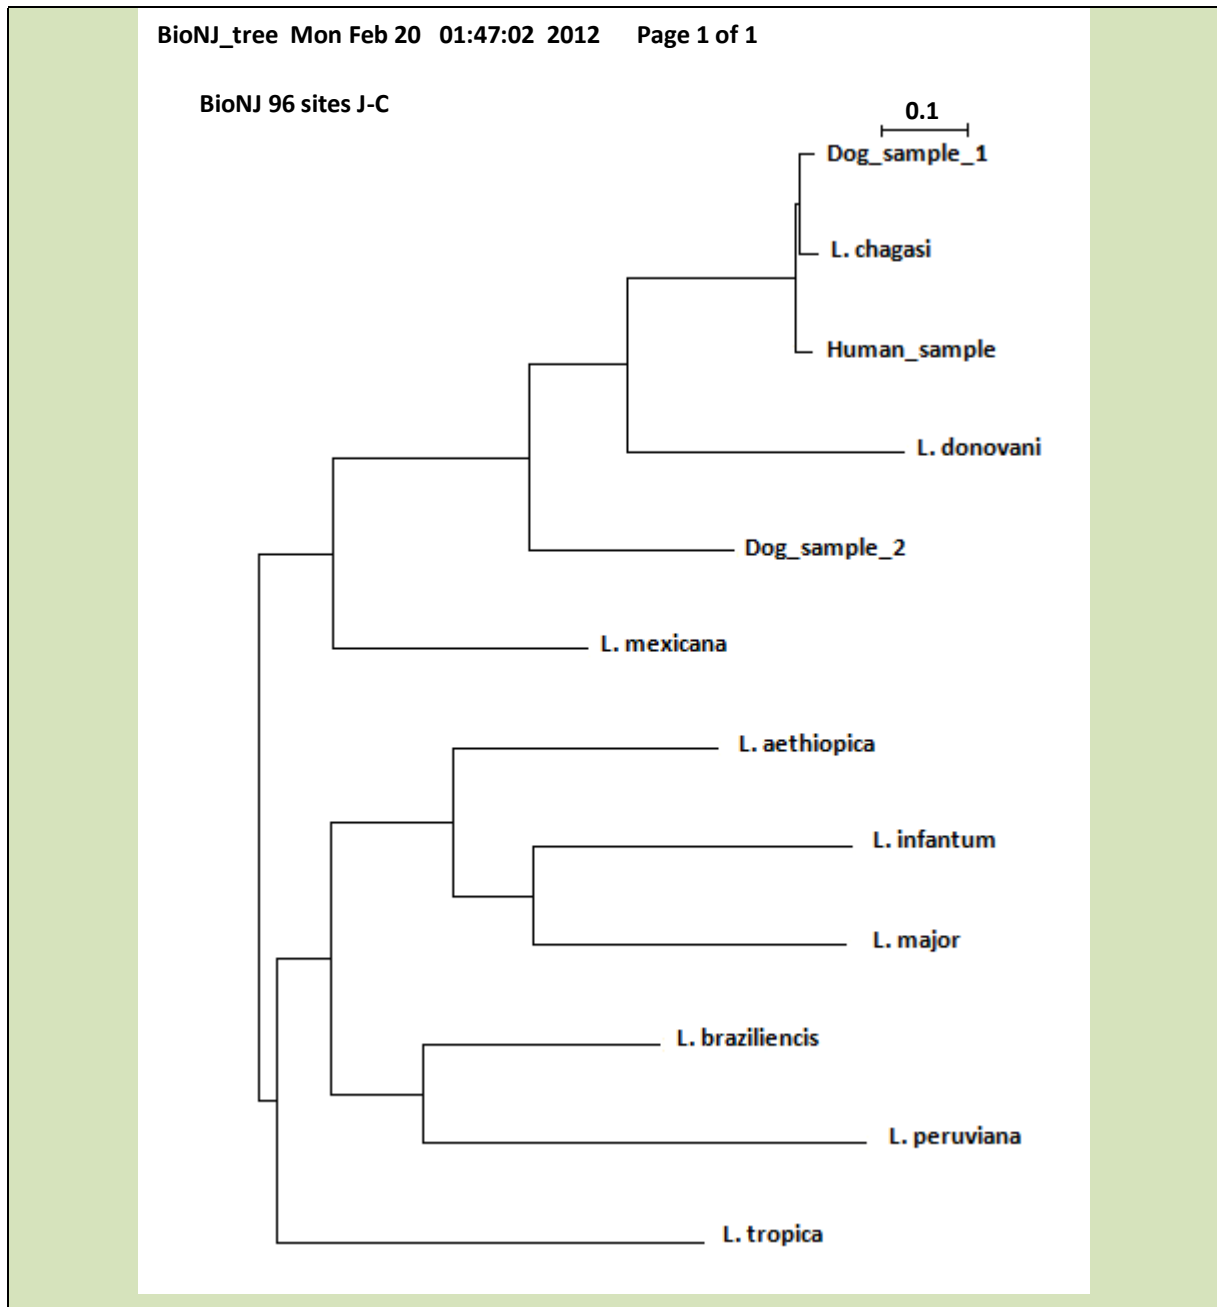 BioNJ_tree Mon Feb 20 01:47:02 2012 Page 1 of 1
BioNJ 96 sites J-C
0.1
Dog_sample_1
L. chagasi
Human_sample
L. donovani
Dog_sample_2
L. mexicana
L. aethiopica
L. infantum
L. major
L. braziliencis
L. peruviana
L. tropica